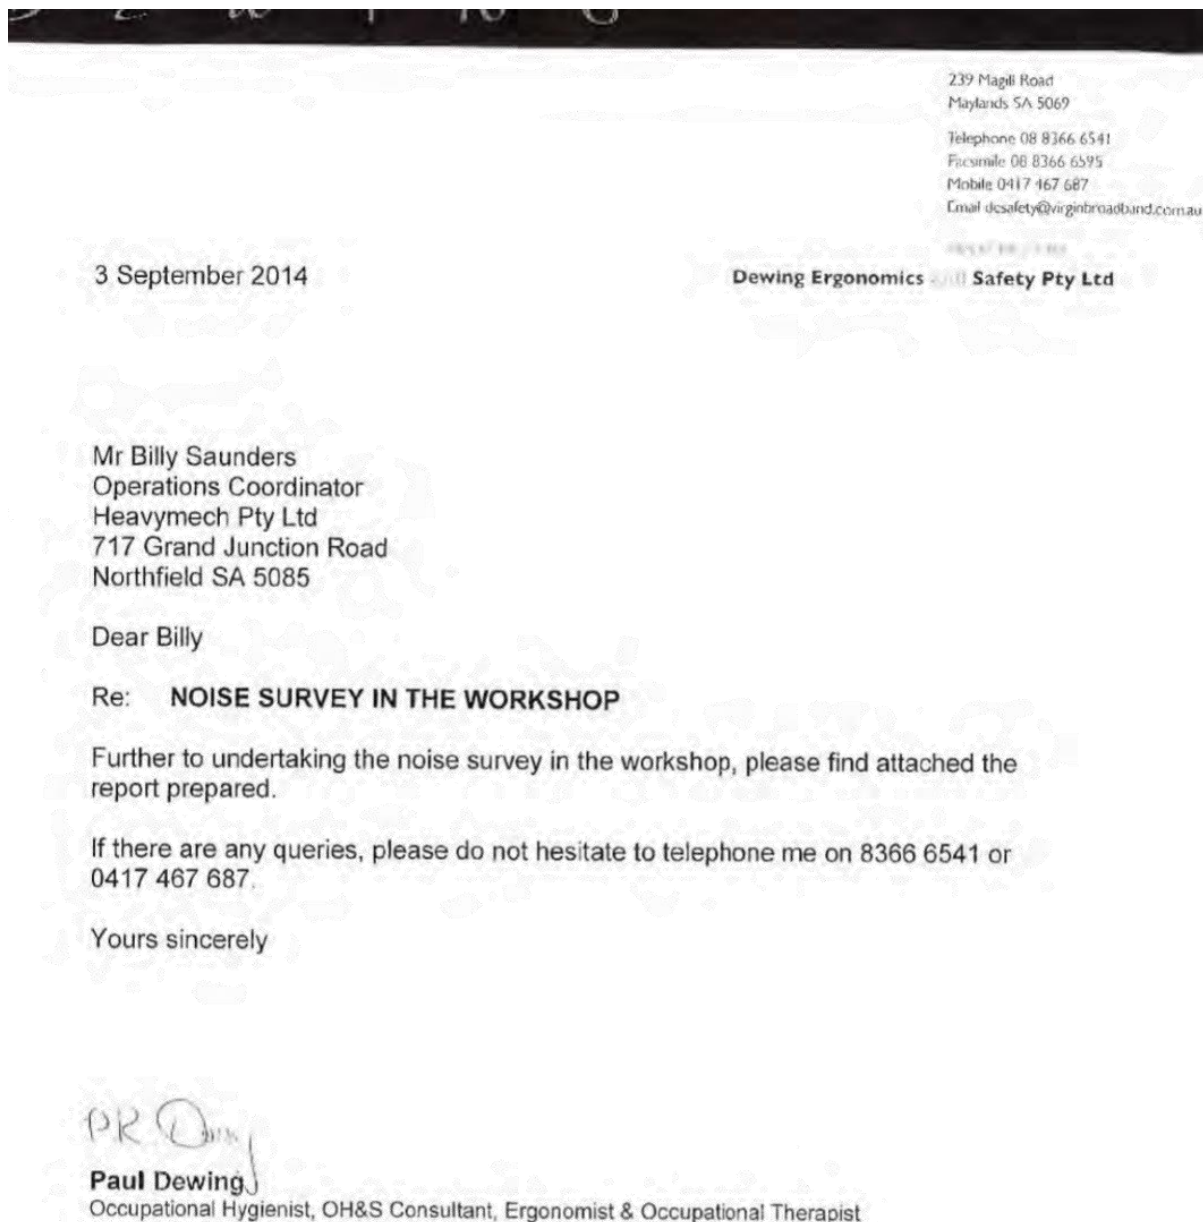 239 Magill Road
Maylands SA 5069
Telephone 08 8366 6541
Facsimile 08 8366 6595
Mobile 0417 467 687
Email desafety@virginbroadband.com.au
3 September 2014
Dewing Ergonomics Safety Pty Ltd
Mr Billy Saunders
Operations Coordinator
Heavymech Pty Ltd
717 Grand Junction Road
Northfield SA 5085
Dear Billy
Re: NOISE SURVEY IN THE WORKSHOP
Further to undertaking the noise survey in the workshop, please find attached the
report prepared.
If there are any queries, please do not hesitate to telephone me on 8366 6541 or
0417 467 687.
Yours sincerely
PR Dewing
Paul Dewing
Occupational Hygienist, OH&S Consultant, Ergonomist & Occupational Therapist